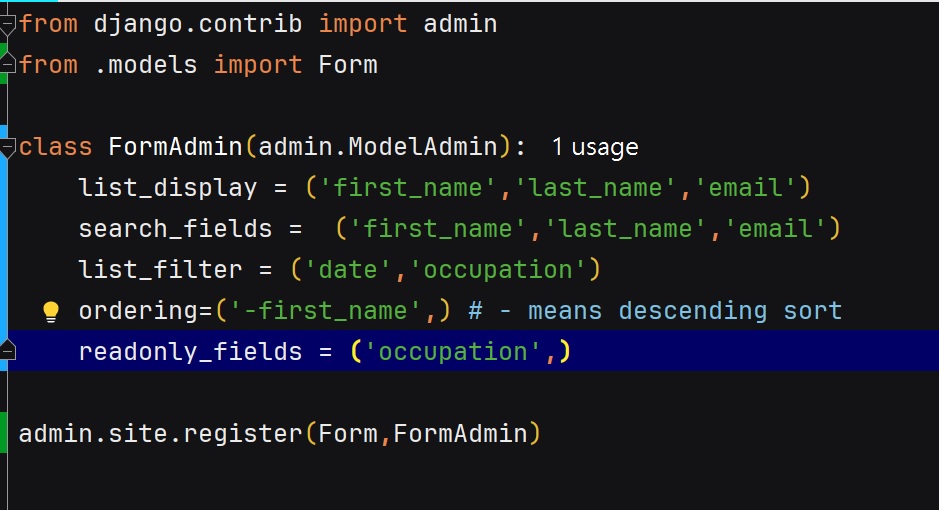 from django.contrib import admin
from .models import Form
class FormAdmin(admin.ModelAdmin): 1 usage
list_display = ('first_name','last_name','email')
search_fields =  ('first_name','last_name','email')
list_filter = ('date','occupation')
ordering=('-first_name',) # - means descending sort
readonly_fields = ('occupation',)
admin.site.register(Form,FormAdmin)